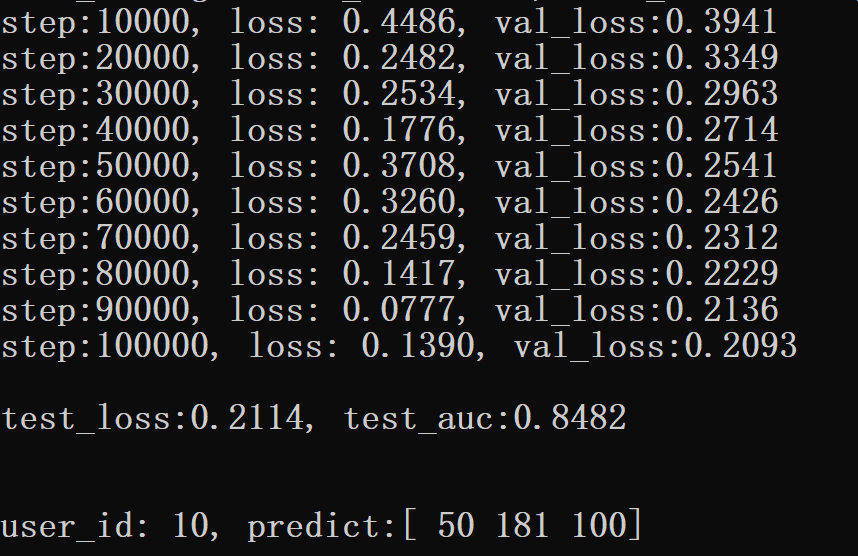 step:10000, loss: 0.4486, val_loss:0.3941
step:20000, loss: 0.2482, val_loss:0.3349
step:30000, loss: 0.2534, val_loss:0.2963
step:40000, loss: 0.1776, val_loss:0.2714
step:50000, loss: 0.3708, val_loss:0.2541
step:60000, loss: 0.3260, val_loss:0.2426
step:70000, loss: 0.2459, val_loss:0.2312
step:80000, loss: 0.1417, val_loss:0.2229
step:90000, loss: 0.0777, val_loss:0.2136
step:100000, loss: 0.1390, val_loss:0.2093
test_loss:0.2114, test_auc:0.8482
user_id: 10, predict:[ 50 181 100]